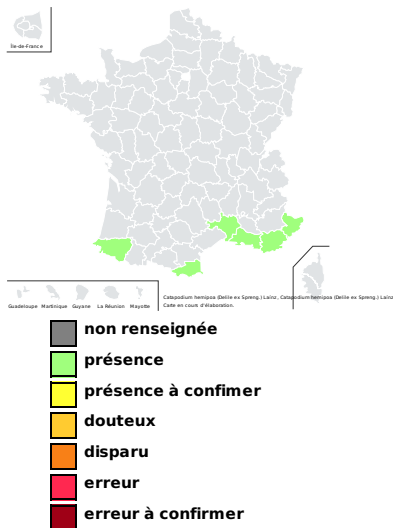 Île-de-France
Guadeloupe Martinique Guyane La Réunion Mayotte
Catapodium hemipoa (Delile ex Spreng.) Lainz, Catapodium hemipoa (Delile ex Spreng.) Lainz
Carte en cours d'élaboration.
non renseignée
présence
présence à confimer
douteux
disparu
erreur
erreur à confirmer